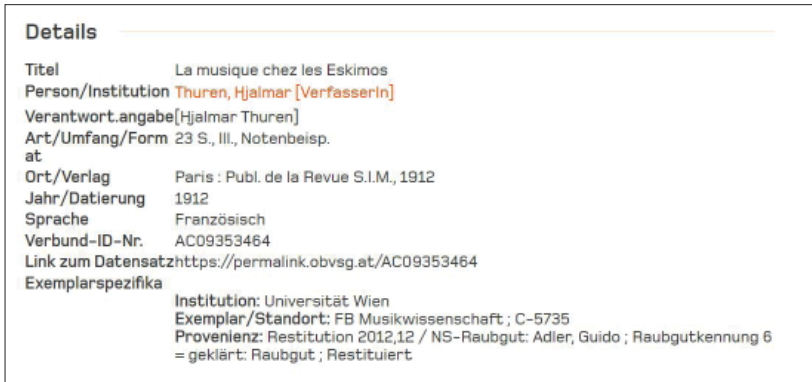 Details
Titel La musique chez les Eskimos
Person/Institution Thuren, Hjalmar [VerfasserIn]
Verantwort.angabe[Hjalmar Thuren]
Art/Umfang/Form 23 S., Ill., Notenbeisp.
at
Ort/Verlag Paris : Publ. de la Revue S.I.M., 1912
Jahr/Datierung 1912
Sprache Französisch
Verbund-ID-Nr. AC09353464
Link zum Datensatzhttps://permalink.obvsg.at/AC09353464
Exemplarspezifika
Institution: Universität Wien
Exemplar/Standort: FB Musikwissenschaft ; C-5735
Provenienz: Restitution 2012,12 / NS-Raubgut: Adler, Guido ; Raubgutkennung 6
= geklärt: Raubgut ; Restituiert